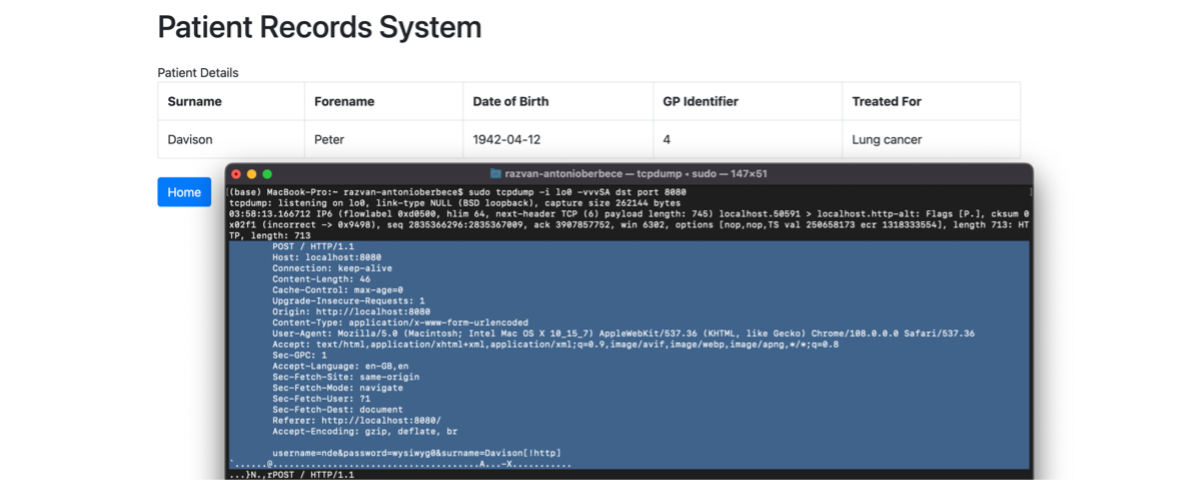 Patient Records System
Patient Details
Surname Forename Date of Birth GP Identifier Treated For
Davison Peter 1942-04-12 4 Lung cancer
Home
razvan-antonioberbece — tcpdump • sudo — 147×51
(base) MacBook-Pro:~ razvan-antonioberbece$ sudo tcpdump -i lo0 -vvvSA dst port 8080
tcpdump: listening on lo0, link-type NULL (BSD loopback), capture size 262144 bytes
03:58:13.166712 IP6 (flowlabel 0xd0500, hlim 64, next-header TCP (6) payload length: 745) localhost.50591 > localhost.http-alt: Flags [P.], cksum 0
x02f1 (incorrect -> 0x9498), seq 2835366296:2835367009, ack 3907857752, win 6302, options [nop,nop,TS val 250658173 ecr 1318333554], length 713: HT
TP, length: 713
POST / HTTP/1.1
Host: localhost:8080
Connection: keep-alive
Content-Length: 46
Cache-Control: max-age=0
Upgrade-Insecure-Requests: 1
Origin: http://localhost:8080
Content-Type: application/x-www-form-urlencoded
User-Agent: Mozilla/5.0 (Macintosh; Intel Mac OS X 10_15_7) AppleWebKit/537.36 (KHTML, like Gecko) Chrome/108.0.0.0 Safari/537.36
Accept: text/html,application/xhtml+xml,application/xml;q=0.9,image/avif,image/webp,image/apng,*/*;q=0.8
Sec-GPC: 1
Accept-Language: en-GB,en
Sec-Fetch-Site: same-origin
Sec-Fetch-Mode: navigate
Sec-Fetch-User: ?1
Sec-Fetch-Dest: document
Referer: http://localhost:8080/
Accept-Encoding: gzip, deflate, br
username=nde&password=wysiwyg0&surname=Davison[!http]
`......@.....................................A...-X...........
...}N.,rPOST / HTTP/1.1